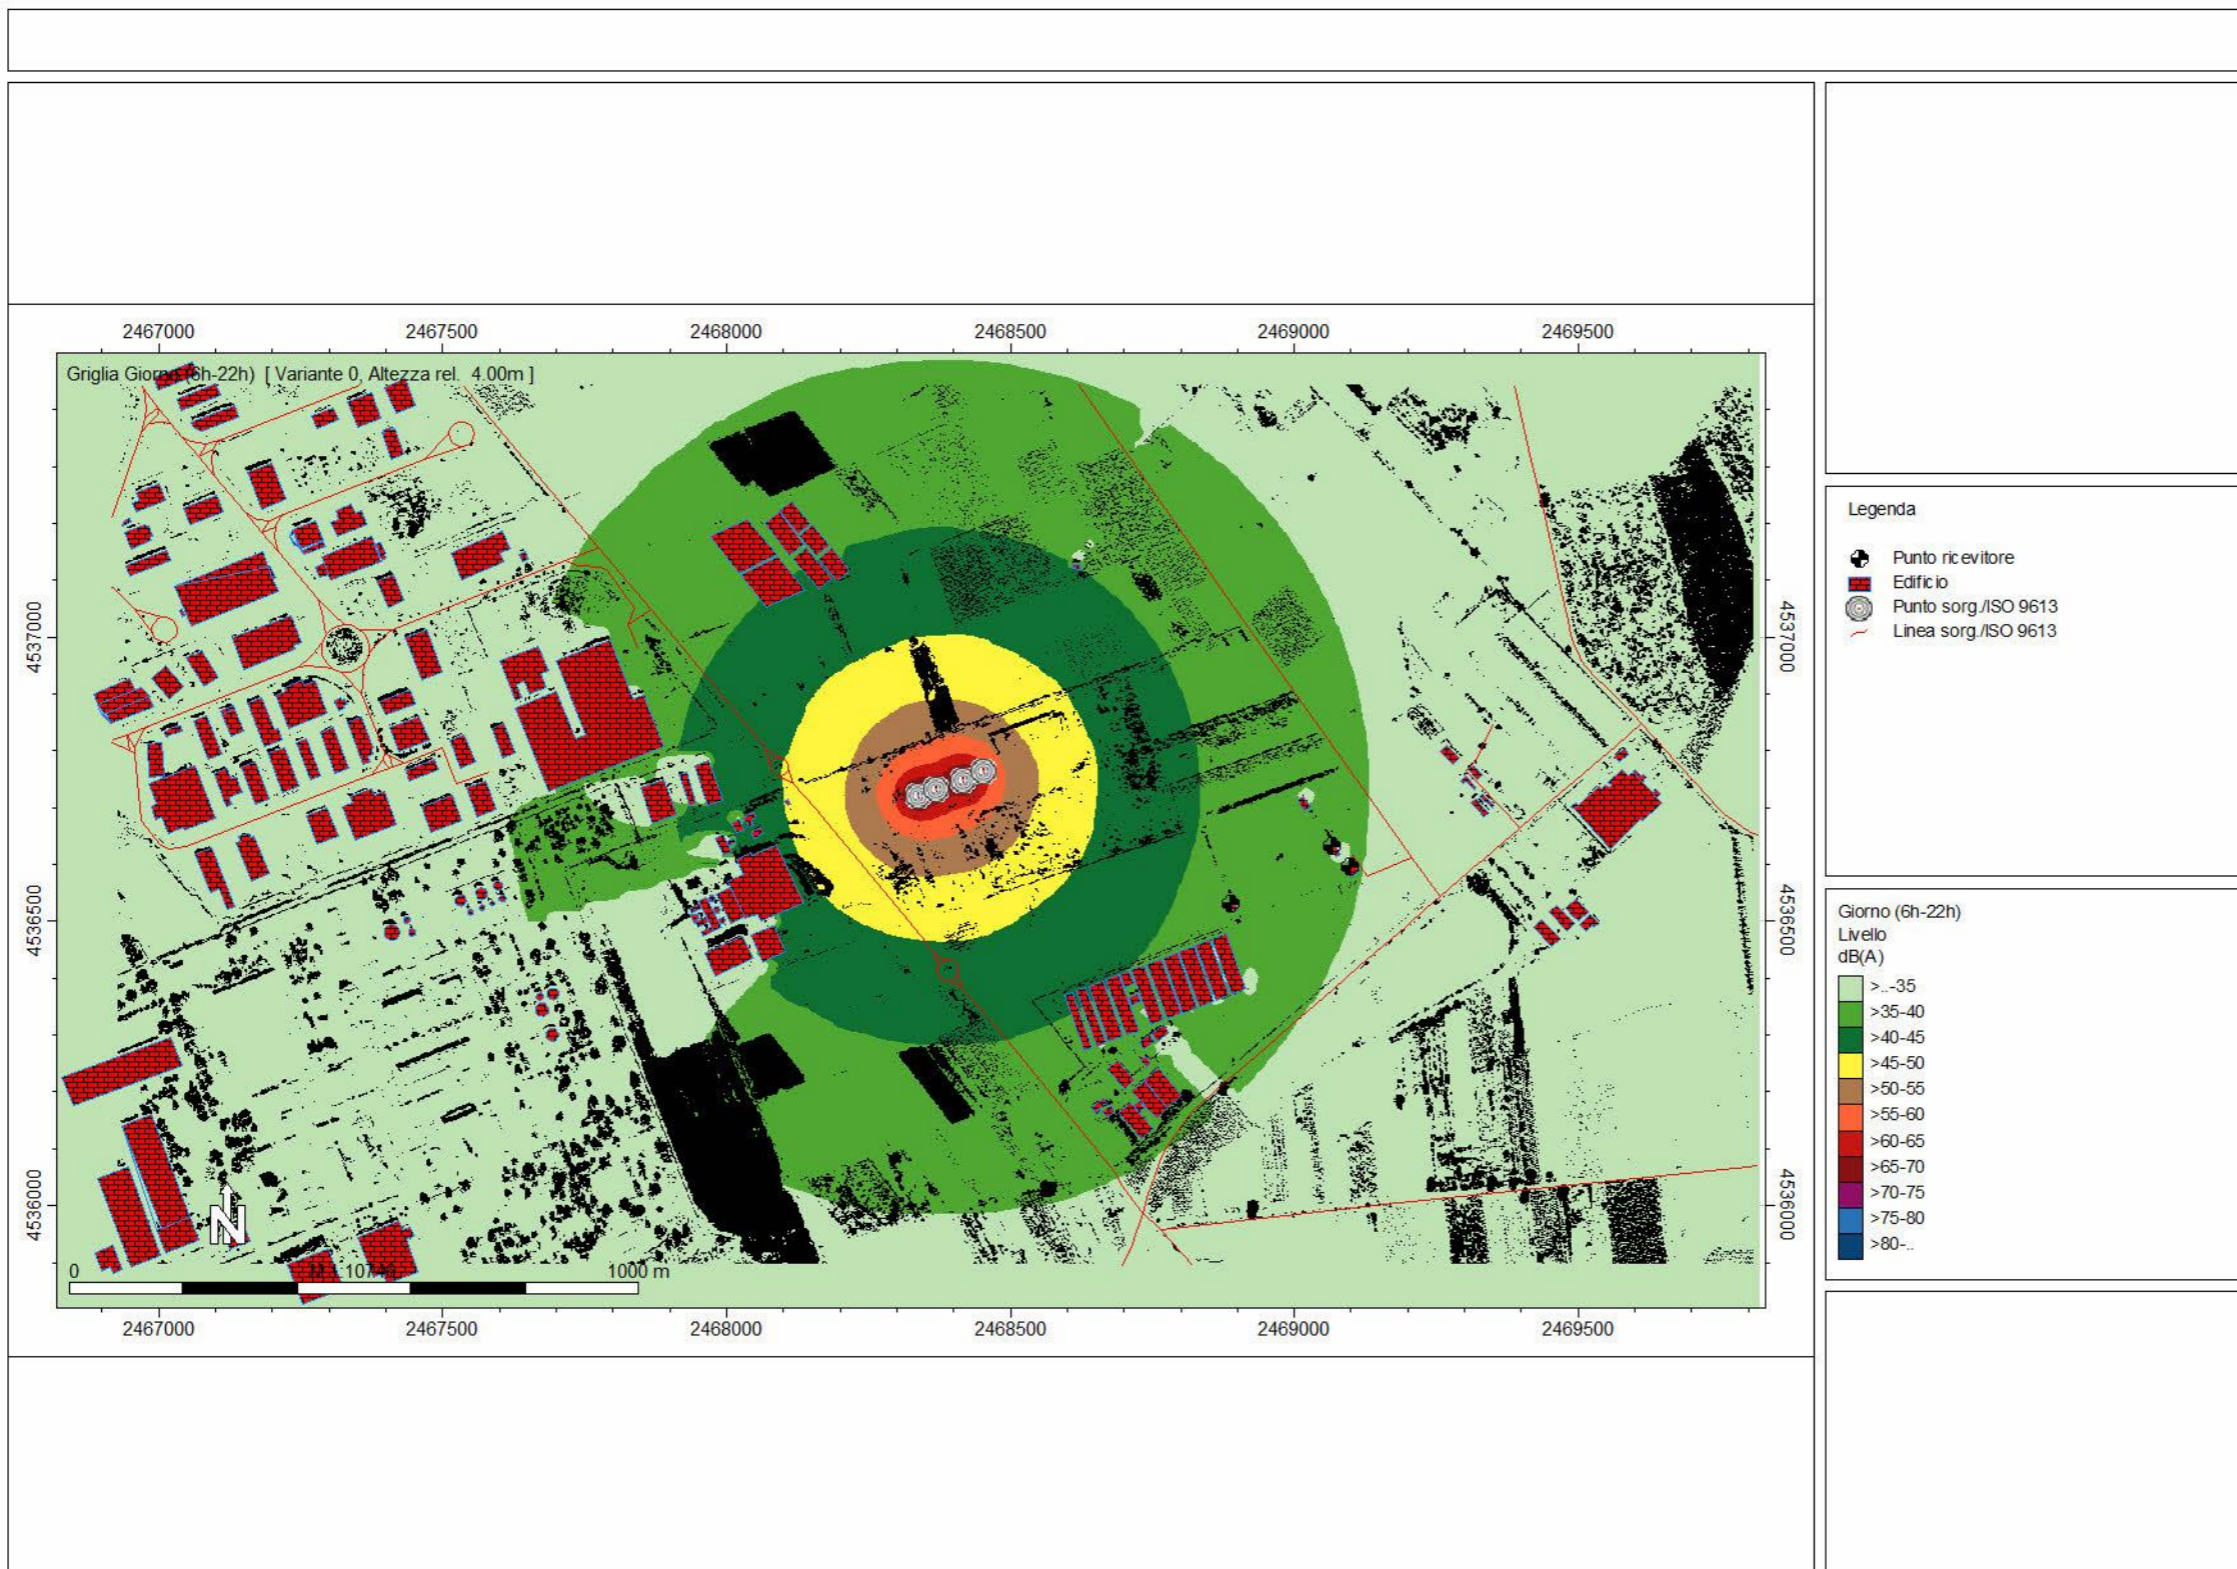 2467000 2467500 2468000 2468500 2469000 2469500
Griglia Giorno (6h-22h) [ Variante 0, Altezza rel. 4.00m ]
4537000
4536500
4536000
4537000
4536500
4536000
N
0
1000 m
2467000 2467500 2468000 2468500 2469000 2469500
Legenda
Punto ricevitore
Edificio
Punto sorg./ISO 9613
Linea sorg./ISO 9613
Giorno (6h-22h)
Livello
dB(A)
>..-35
>35-40
>40-45
>45-50
>50-55
>55-60
>60-65
>65-70
>70-75
>75-80
>80-..